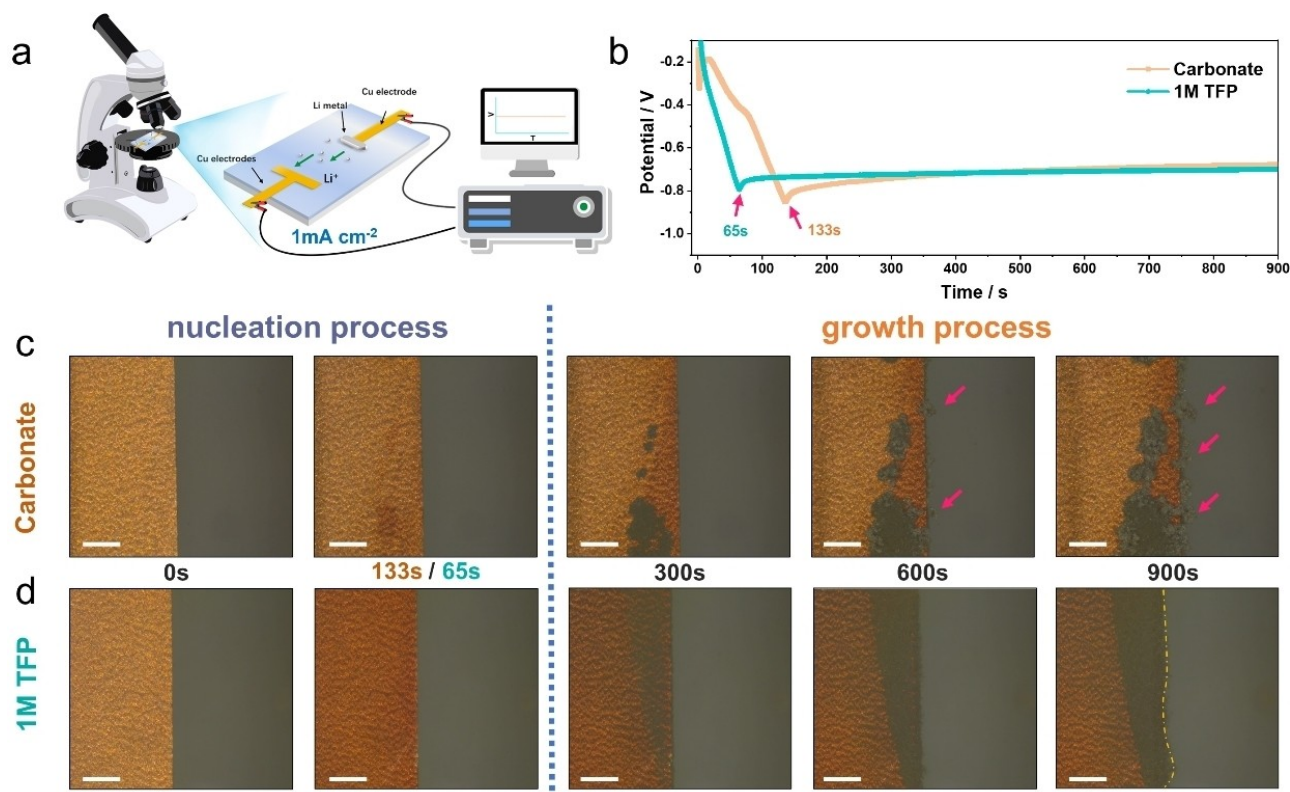 a
Cu electrode
Li metal
Cu electrodes
Li⁺
1mA cm⁻²
V
T
b
Carbonate
1M TFP
Potential / V
-0.2
-0.4
-0.6
-0.8
-1.0
65s
133s
0 100 200 300 400 500 600 700 800 900
Time / s
nucleation process
growth process
c
Carbonate
0s
133s / 65s
300s
600s
900s
d
1M TFP